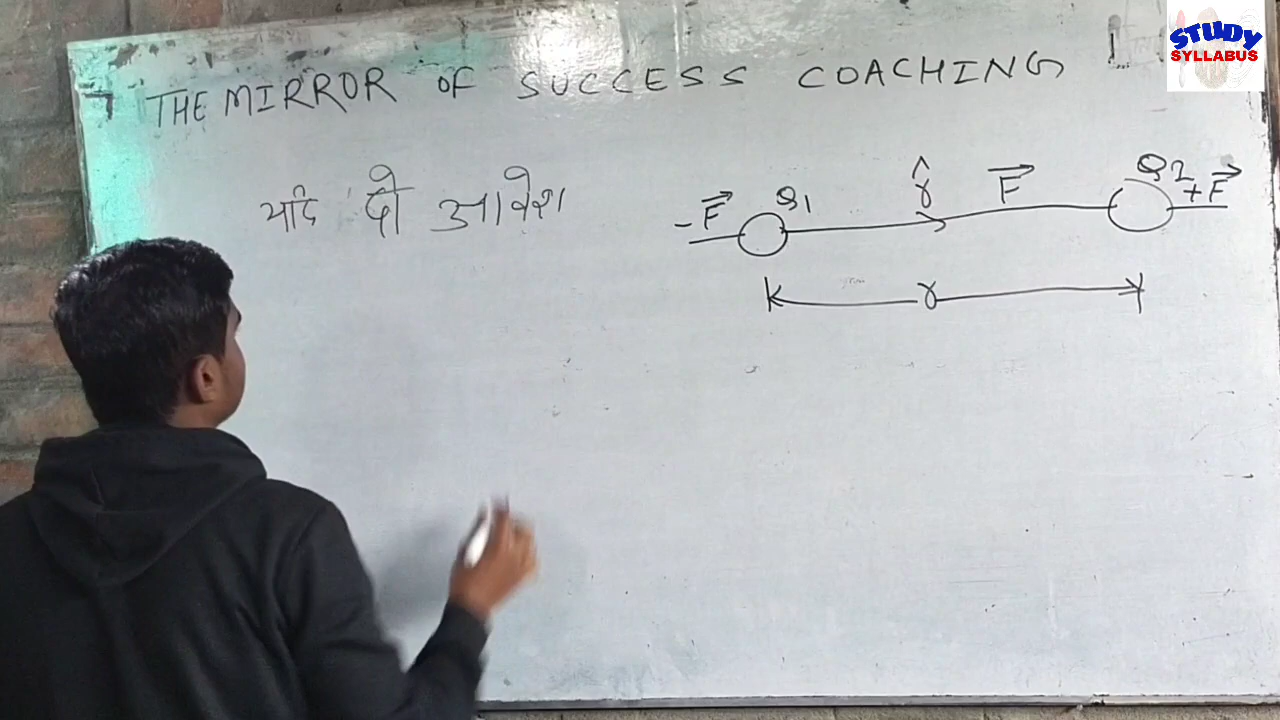 STUDY
SYLLABUS
THE MIRROR OF SUCCESS COACHING
यदि दो आवेश
-F⃗ Q1 r̂ F⃗ Q2 +F⃗
r